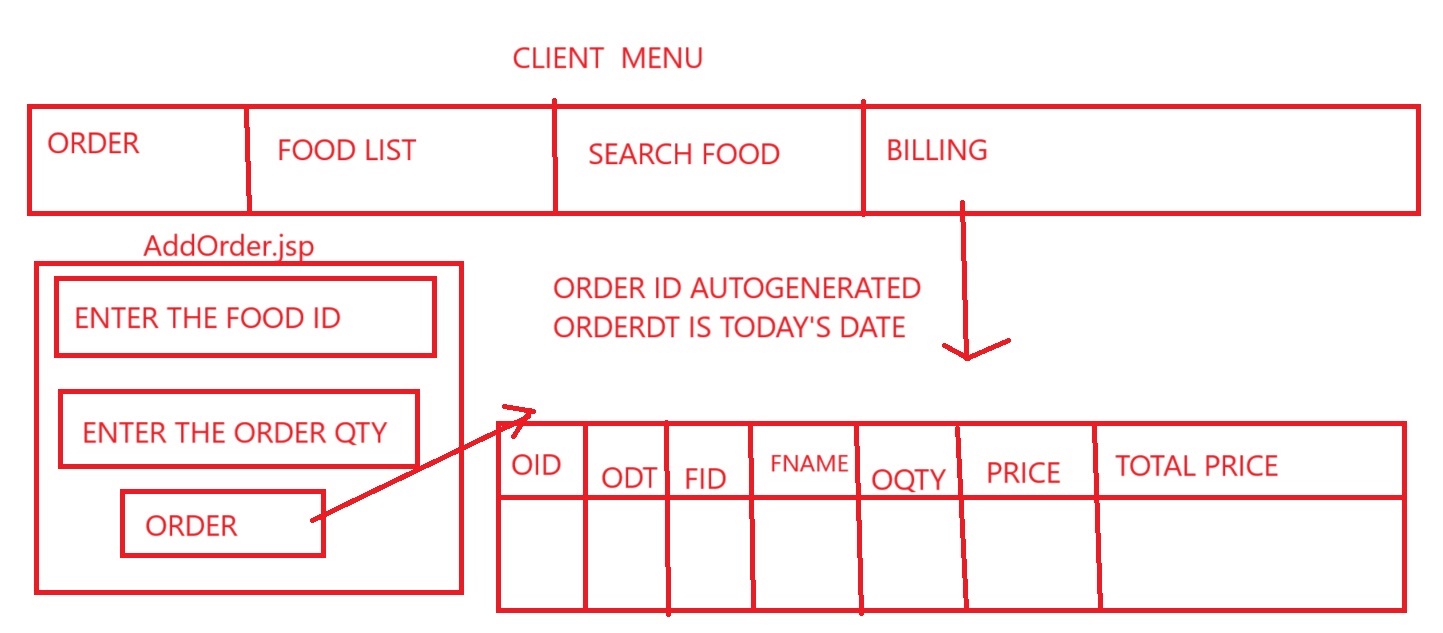 CLIENT MENU
ORDER
FOOD LIST
SEARCH FOOD
BILLING
AddOrder.jsp
ENTER THE FOOD ID
ENTER THE ORDER QTY
ORDER
ORDER ID AUTOGENERATED
ORDERDT IS TODAY'S DATE
OID
ODT
FID
FNAME
OQTY
PRICE
TOTAL PRICE